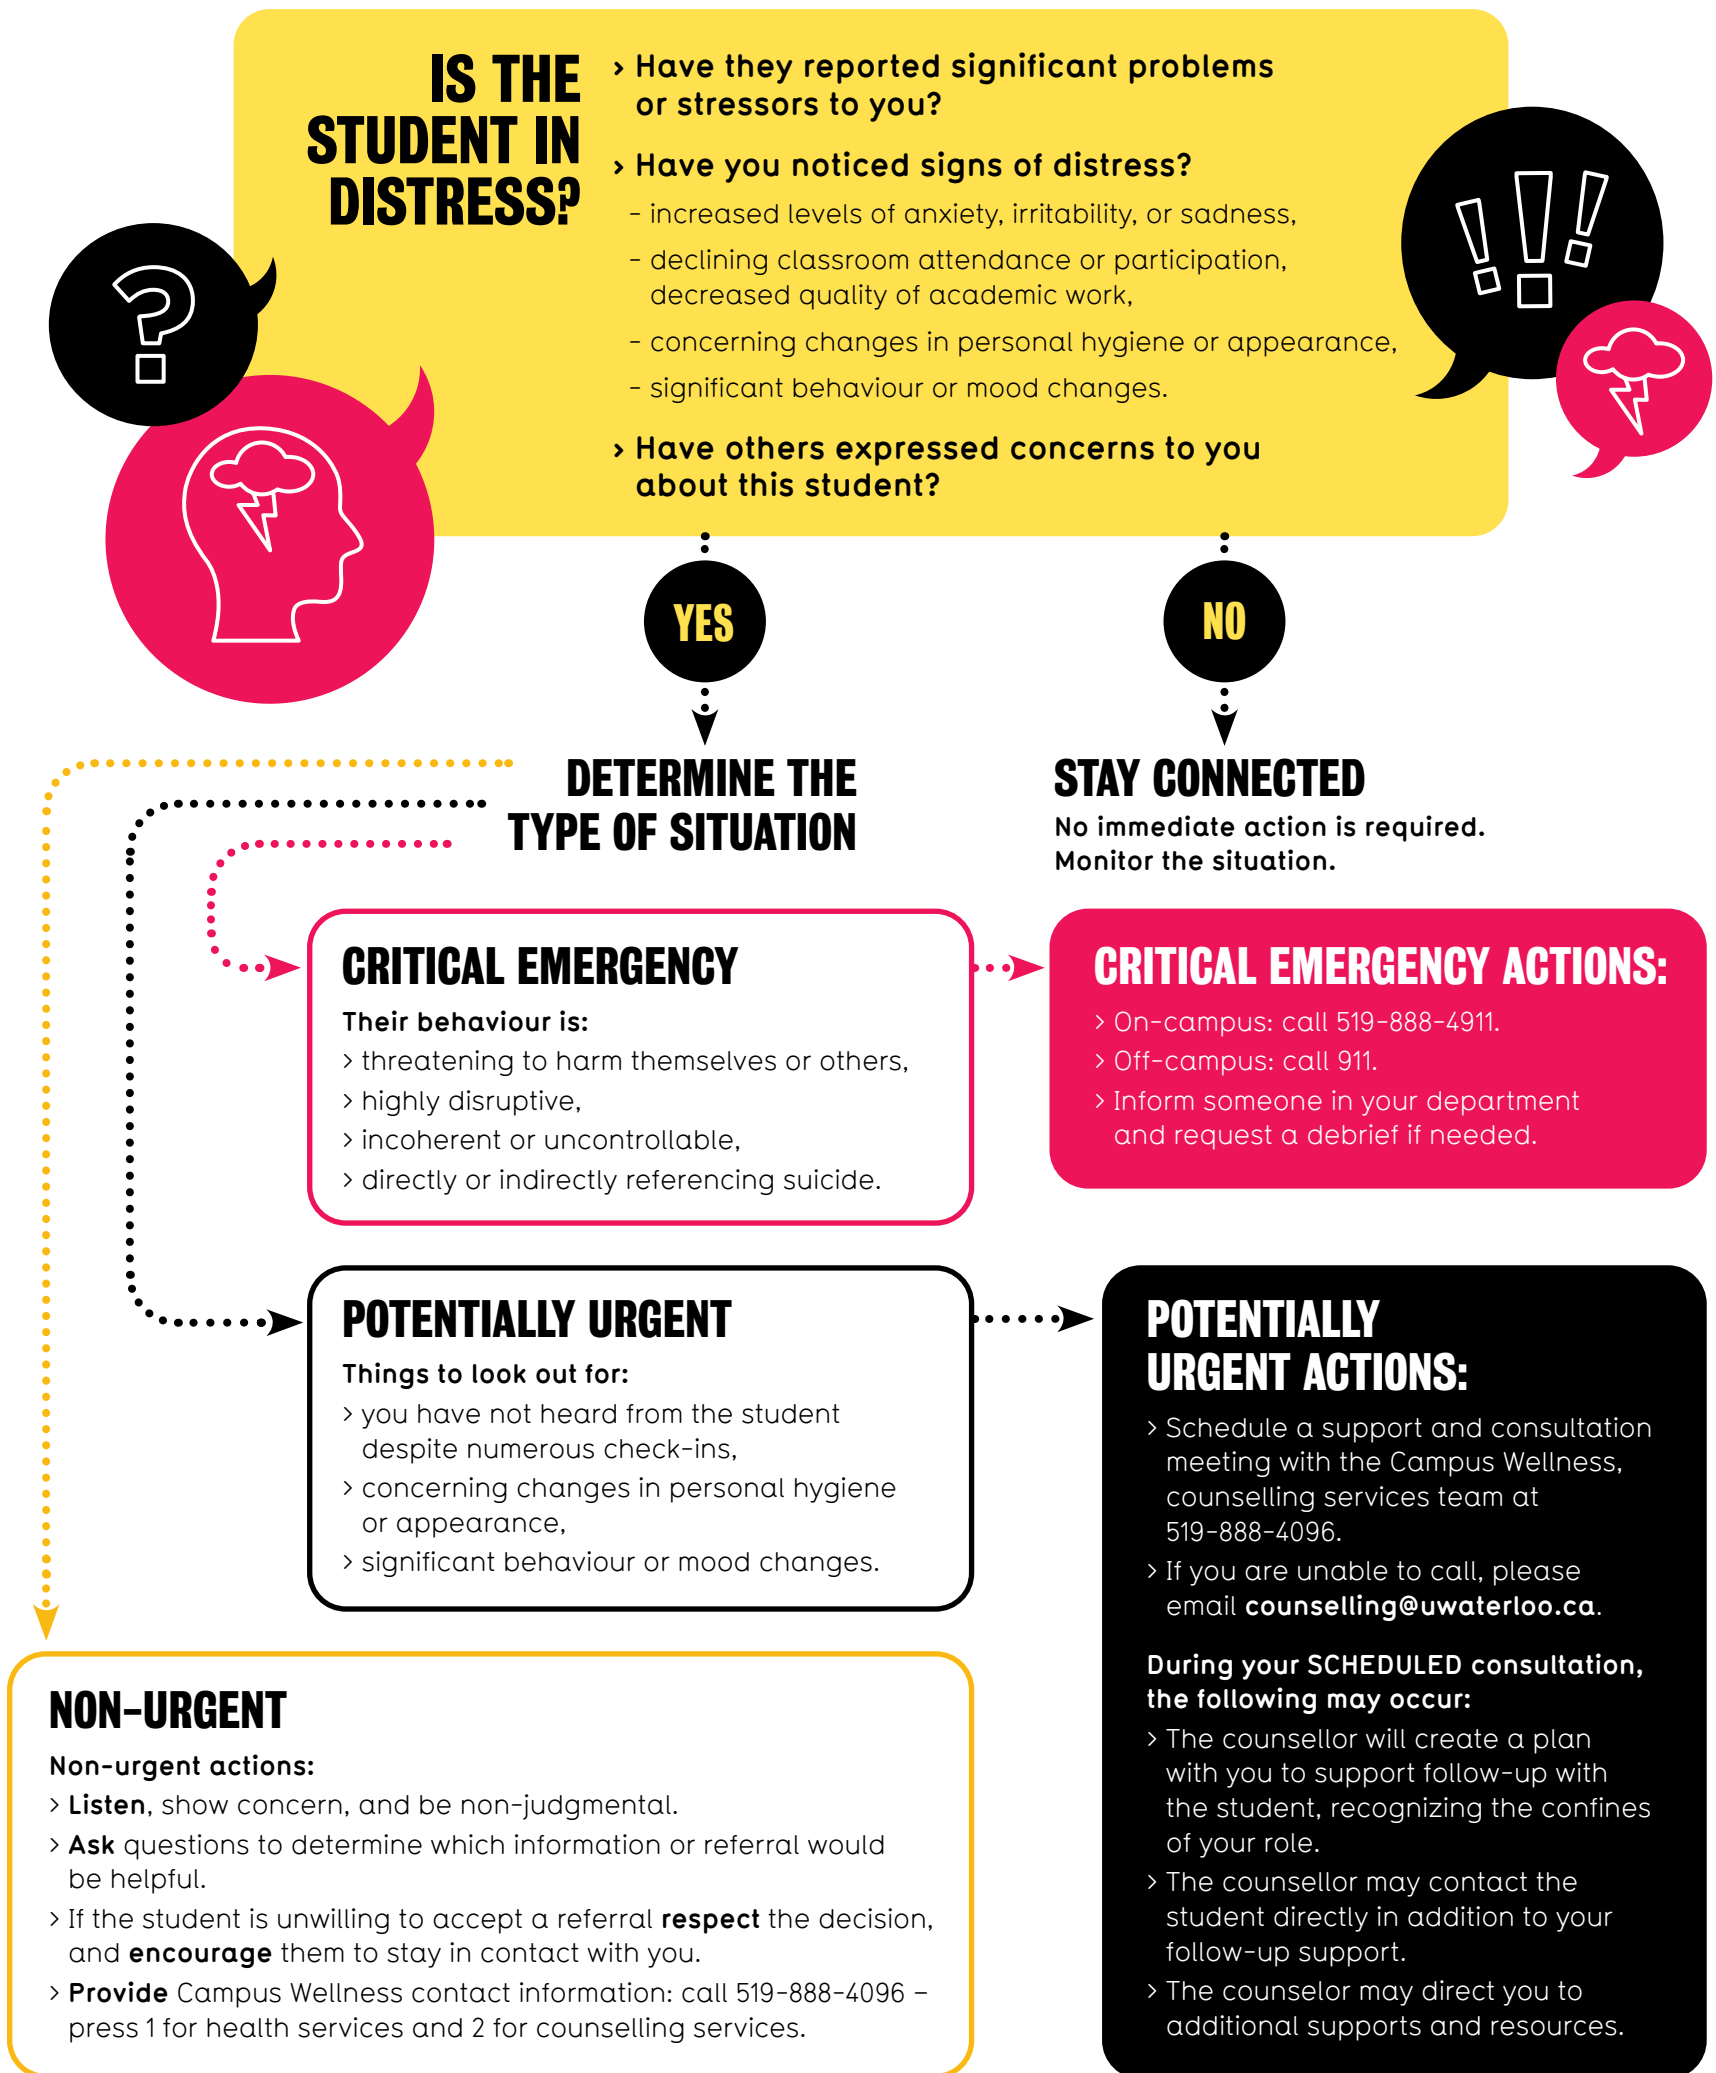 IS THE
STUDENT IN
DISTRESS?
› Have they reported significant problems
or stressors to you?
› Have you noticed signs of distress?
- increased levels of anxiety, irritability, or sadness,
- declining classroom attendance or participation,
decreased quality of academic work,
- concerning changes in personal hygiene or appearance,
- significant behaviour or mood changes.
› Have others expressed concerns to you
about this student?
?
!!!
YES
NO
DETERMINE THE
TYPE OF SITUATION
STAY CONNECTED
No immediate action is required.
Monitor the situation.
CRITICAL EMERGENCY
Their behaviour is:
› threatening to harm themselves or others,
› highly disruptive,
› incoherent or uncontrollable,
› directly or indirectly referencing suicide.
CRITICAL EMERGENCY ACTIONS:
› On-campus: call 519-888-4911.
› Off-campus: call 911.
› Inform someone in your department
and request a debrief if needed.
POTENTIALLY URGENT
Things to look out for:
› you have not heard from the student
despite numerous check-ins,
› concerning changes in personal hygiene
or appearance,
› significant behaviour or mood changes.
POTENTIALLY
URGENT ACTIONS:
› Schedule a support and consultation
meeting with the Campus Wellness,
counselling services team at
519-888-4096.
› If you are unable to call, please
email counselling@uwaterloo.ca.
During your SCHEDULED consultation,
the following may occur:
› The counsellor will create a plan
with you to support follow-up with
the student, recognizing the confines
of your role.
› The counsellor may contact the
student directly in addition to your
follow-up support.
› The counselor may direct you to
additional supports and resources.
NON-URGENT
Non-urgent actions:
› Listen, show concern, and be non-judgmental.
› Ask questions to determine which information or referral would
be helpful.
› If the student is unwilling to accept a referral respect the decision,
and encourage them to stay in contact with you.
› Provide Campus Wellness contact information: call 519-888-4096 –
press 1 for health services and 2 for counselling services.